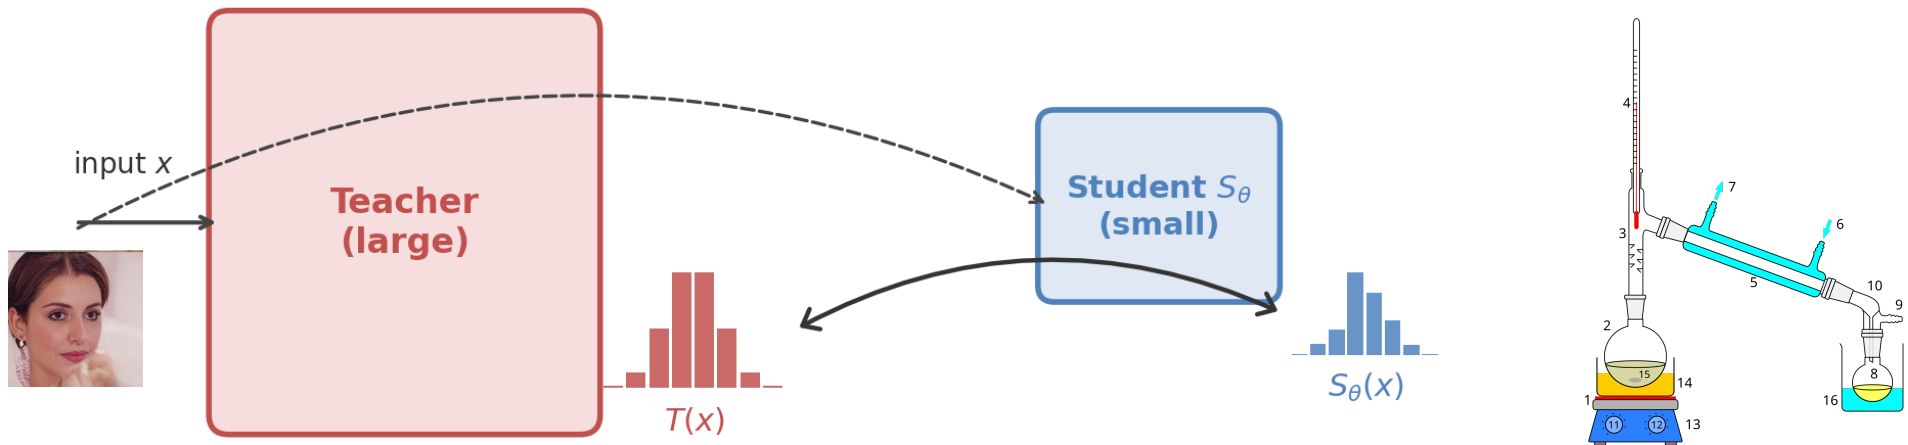 input x
Teacher
(large)
T(x)
Student Sθ
(small)
Sθ(x)
4
7
6
3
5
10
9
2
15
8
14
1
16
11
12
13